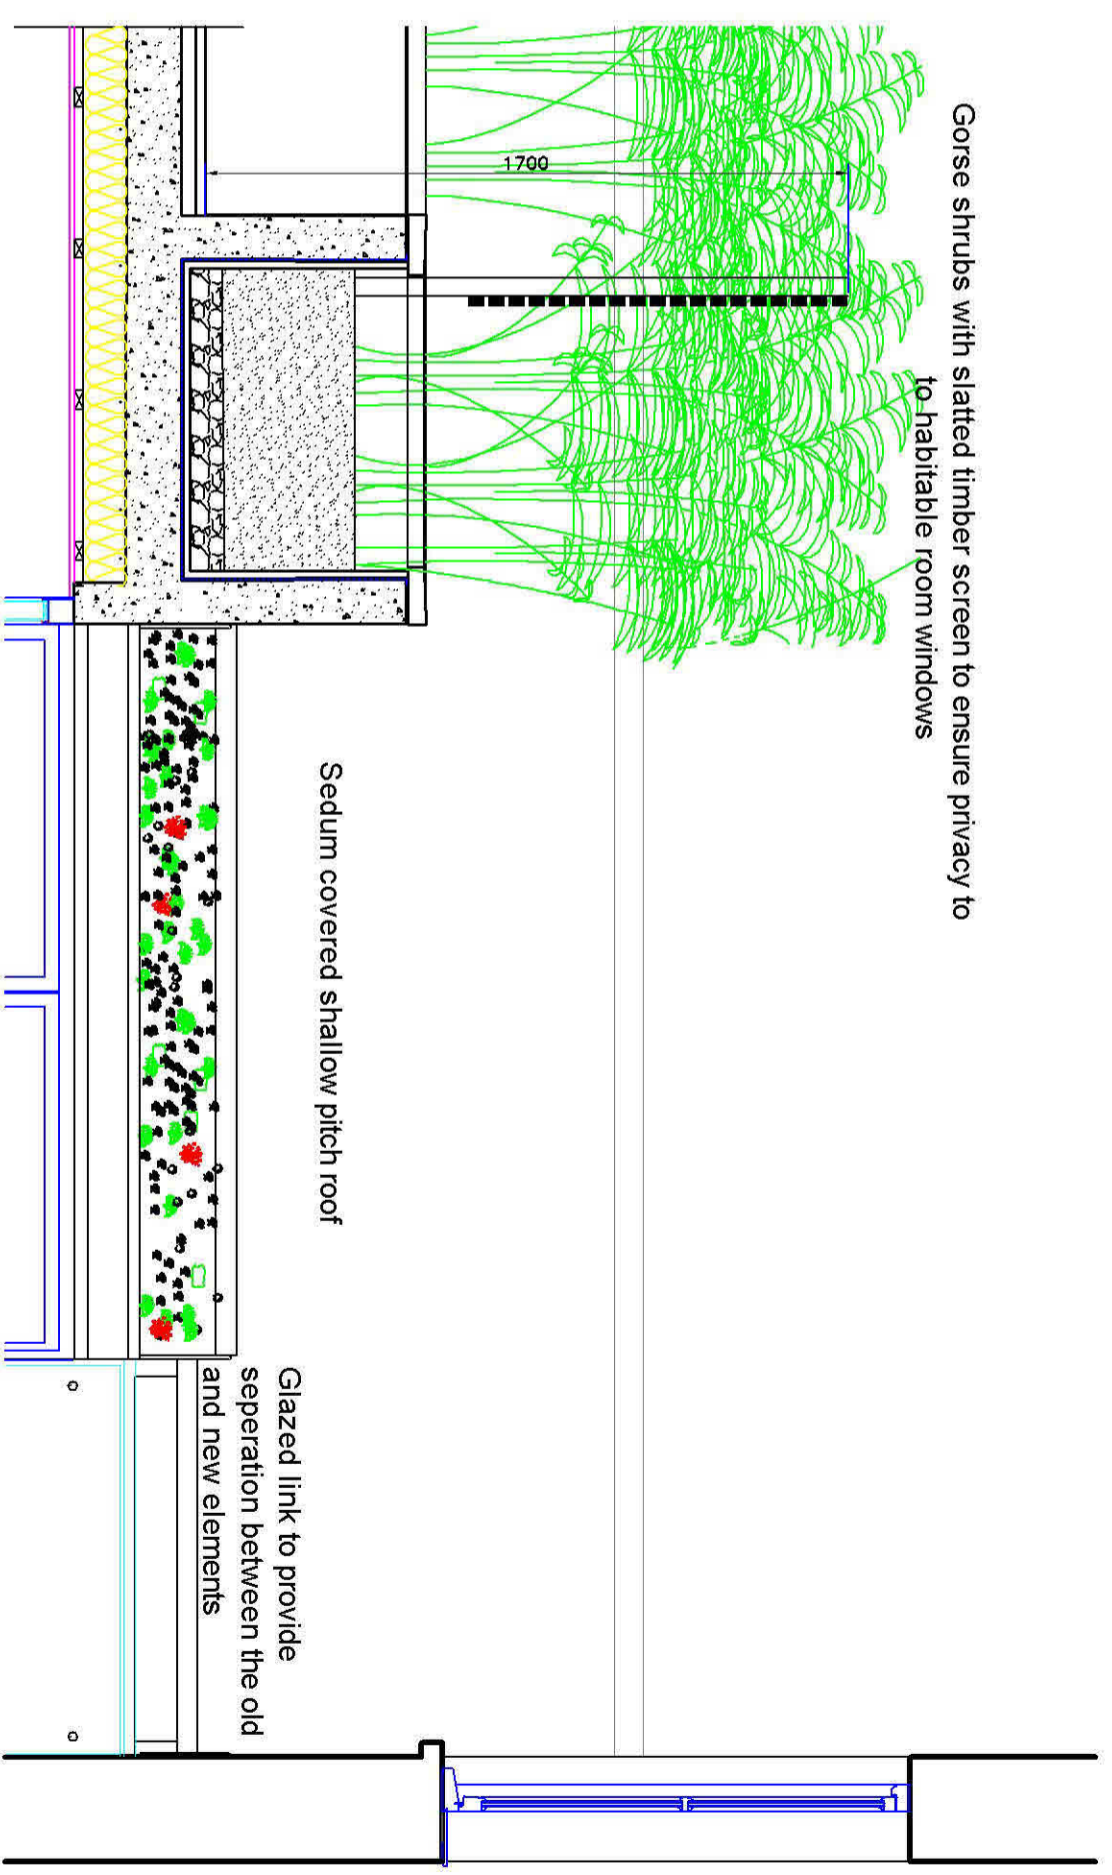 Gorse shrubs with slatted timber screen to ensure privacy to
to habitable room windows
1700
Sedum covered shallow pitch roof
Glazed link to provide
seperation between the old
and new elements